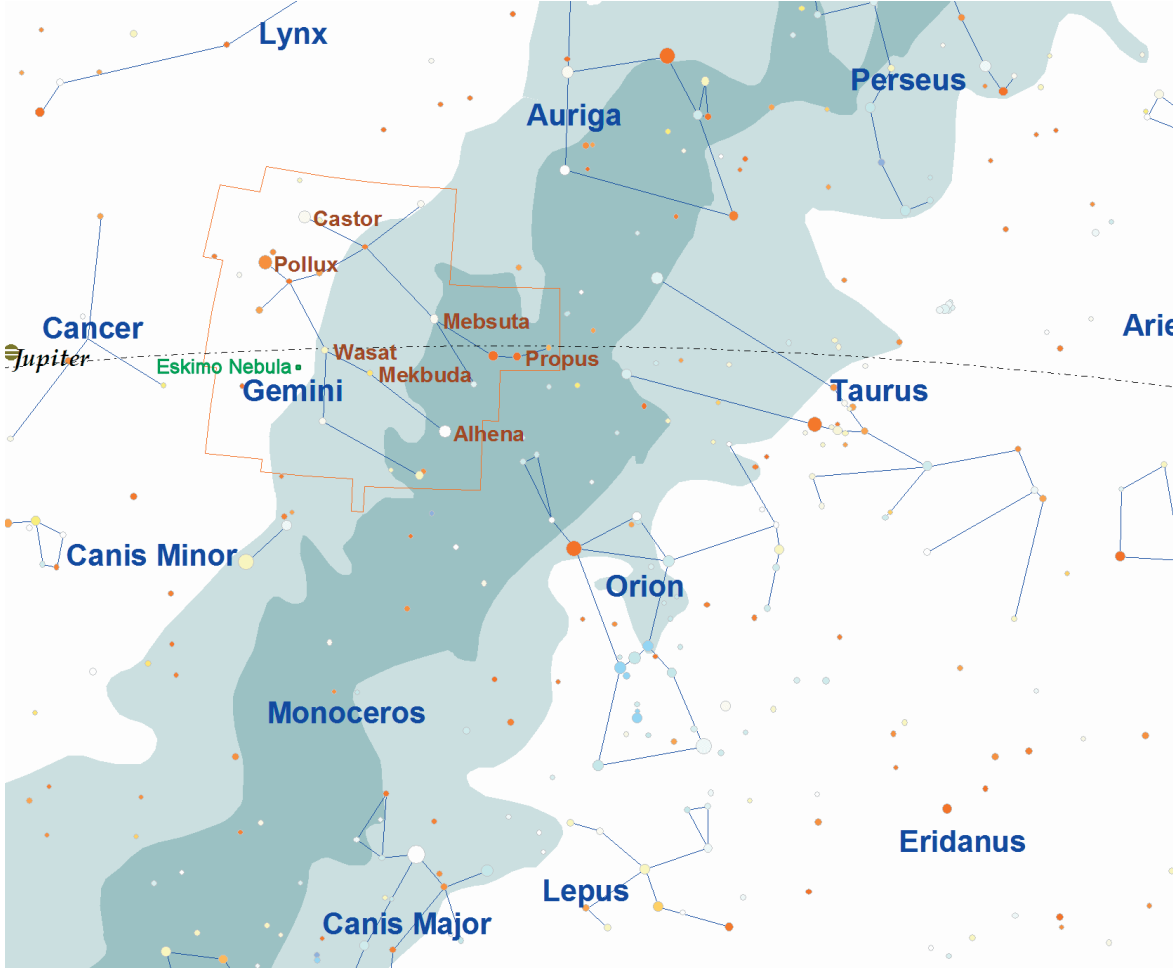 Lynx
Perseus
Auriga
Castor
Pollux
Cancer
Mebsuta
Arie
Jupiter
Wasat
Propus
Eskimo Nebula
Mekbuda
Gemini
Taurus
Alhena
Canis Minor
Orion
Monoceros
Eridanus
Lepus
Canis Major